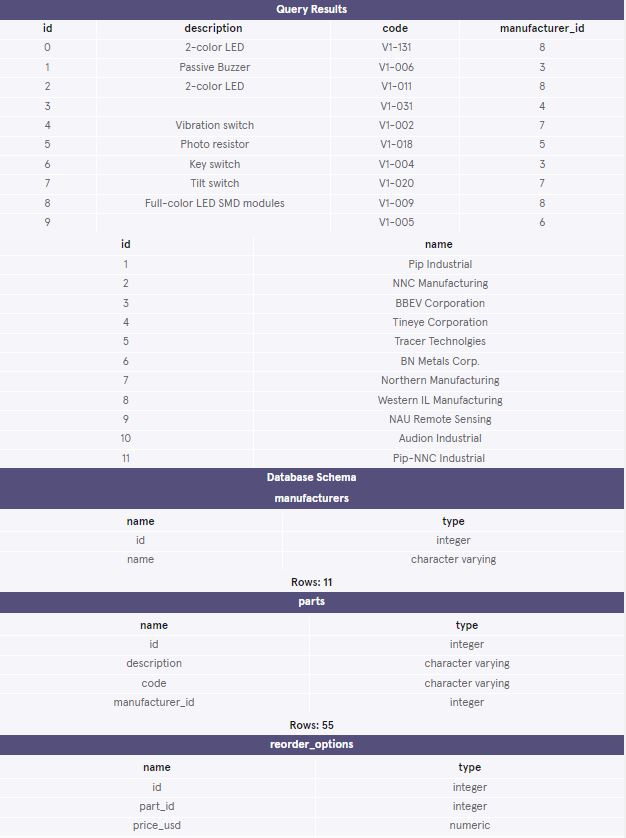 Query Results
id description code manufacturer_id
0 2-color LED V1-131 8
1 Passive Buzzer V1-006 3
2 2-color LED V1-011 8
3 V1-031 4
4 Vibration switch V1-002 7
5 Photo resistor V1-018 5
6 Key switch V1-004 3
7 Tilt switch V1-020 7
8 Full-color LED SMD modules V1-009 8
9 V1-005 6
id name
1 Pip Industrial
2 NNC Manufacturing
3 BBEV Corporation
4 Tineye Corporation
5 Tracer Technolgies
6 BN Metals Corp.
7 Northern Manufacturing
8 Western IL Manufacturing
9 NAU Remote Sensing
10 Audion Industrial
11 Pip-NNC Industrial
Database Schema
manufacturers
name type
id integer
name character varying
Rows: 11
parts
name type
id integer
description character varying
code character varying
manufacturer_id integer
Rows: 55
reorder_options
name type
id integer
part_id integer
price_usd numeric